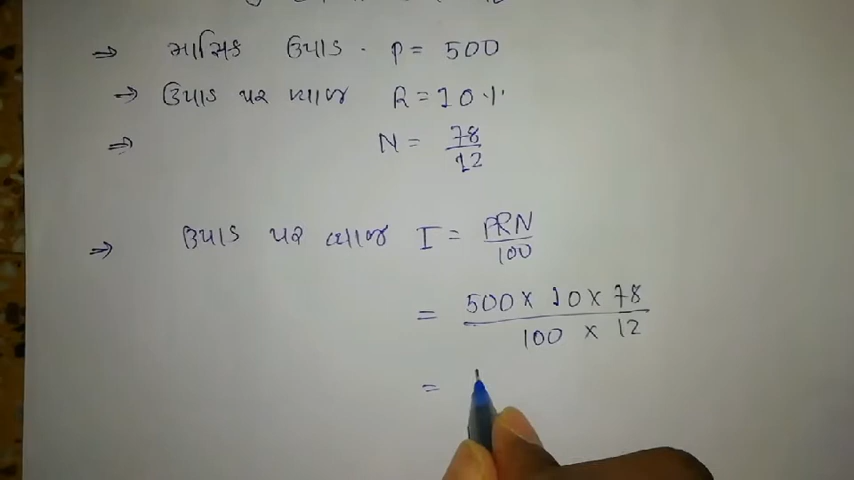 ⇒ માસિક ઉપાડ . P = 500
⇒ ઉપાડ પર વ્યાજ R = 10 %
⇒ N = 78/12
⇒ ઉપાડ પર વ્યાજ I = PRN/100
= 500 x 10 x 78 / 100 x 12
=